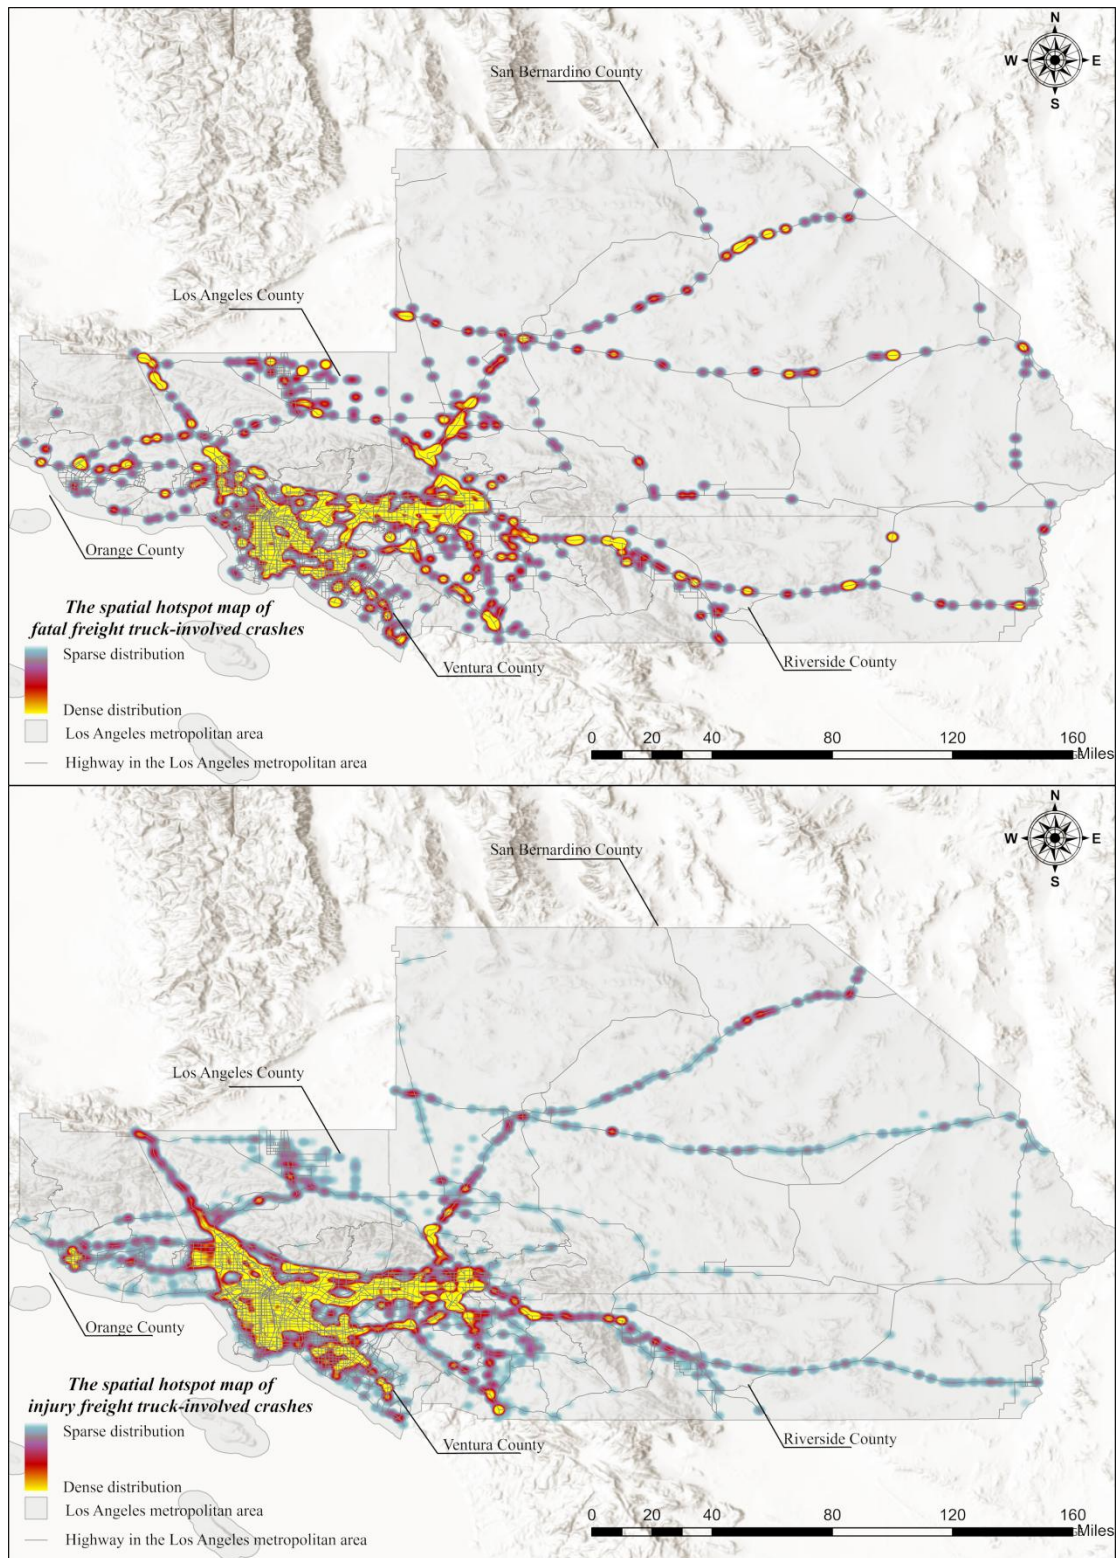 N
W E
S
San Bernardino County
Los Angeles County
Orange County
The spatial hotspot map of
fatal freight truck-involved crashes
Sparse distribution
Dense distribution
Los Angeles metropolitan area
Highway in the Los Angeles metropolitan area
Ventura County
Riverside County
0 20 40 80 120 160
Miles
N
W E
S
San Bernardino County
Los Angeles County
Orange County
The spatial hotspot map of
injury freight truck-involved crashes
Sparse distribution
Dense distribution
Los Angeles metropolitan area
Highway in the Los Angeles metropolitan area
Ventura County
Riverside County
0 20 40 80 120 160
Miles